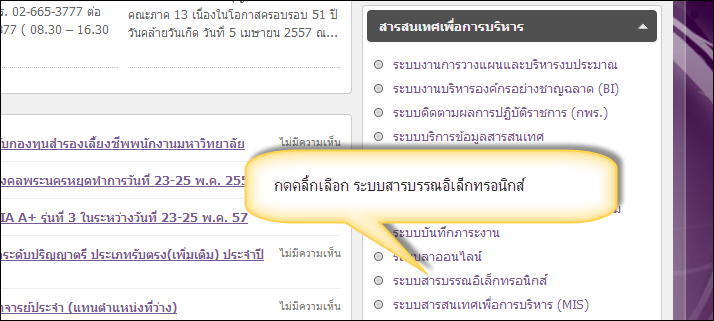 ร. 02-665-3777 ต่อ
377 ( 08.30 – 16.30
คณะภาค 13 เนื่องในโอกาสครอบรอบ 51 ปี
วันคล้ายวันเกิด วันที่ 5 เมษายน 2557 ณ...
ับกองทุนสำรองเลี้ยงชีพพนักงานมหาวิทยาลัย ไม่มีความเห็น
งคลพระนครหยุดทำการวันที่ 23-25 พ.ค. 255
IA A+ รุ่นที่ 3 ในระหว่างวันที่ 23-25 พ.ค. 57
ระดับปริญญาตรี ประเภทรับตรง(เพิ่มเติม) ประจำปี ไม่มีความเห็น
าจารย์ประจำ (แทนตำแหน่งที่ว่าง) ไม่มีความเห็น
สารสนเทศเพื่อการบริหาร
ระบบงานการวางแผนและบริหารงบประมาณ
ระบบงานบริหารองค์กรอย่างชาญฉลาด (BI)
ระบบติดตามผลการปฏิบัติราชการ (กพร.)
ระบบบริการข้อมูลสารสนเทศ
กดคลิ้กเลือก ระบบสารบรรณอิเล็กทรอนิกส์
ระบบบันทึกภาระงาน
ระบบลาออนไลน์
ระบบสารบรรณอิเล็กทรอนิกส์
ระบบสารสนเทศเพื่อการบริหาร (MIS)